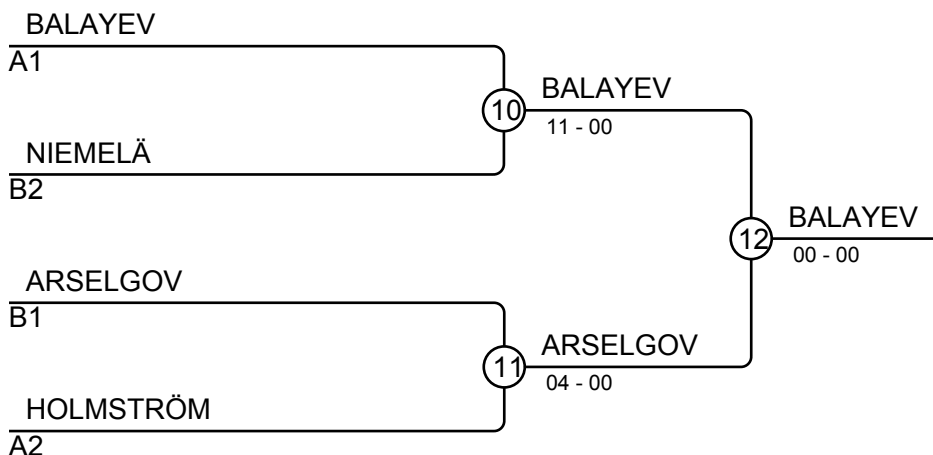 BALAYEV
A1
10
BALAYEV
11 - 00
NIEMELÄ
B2
12
BALAYEV
00 - 00
ARSELGOV
B1
11
ARSELGOV
04 - 00
HOLMSTRÖM
A2